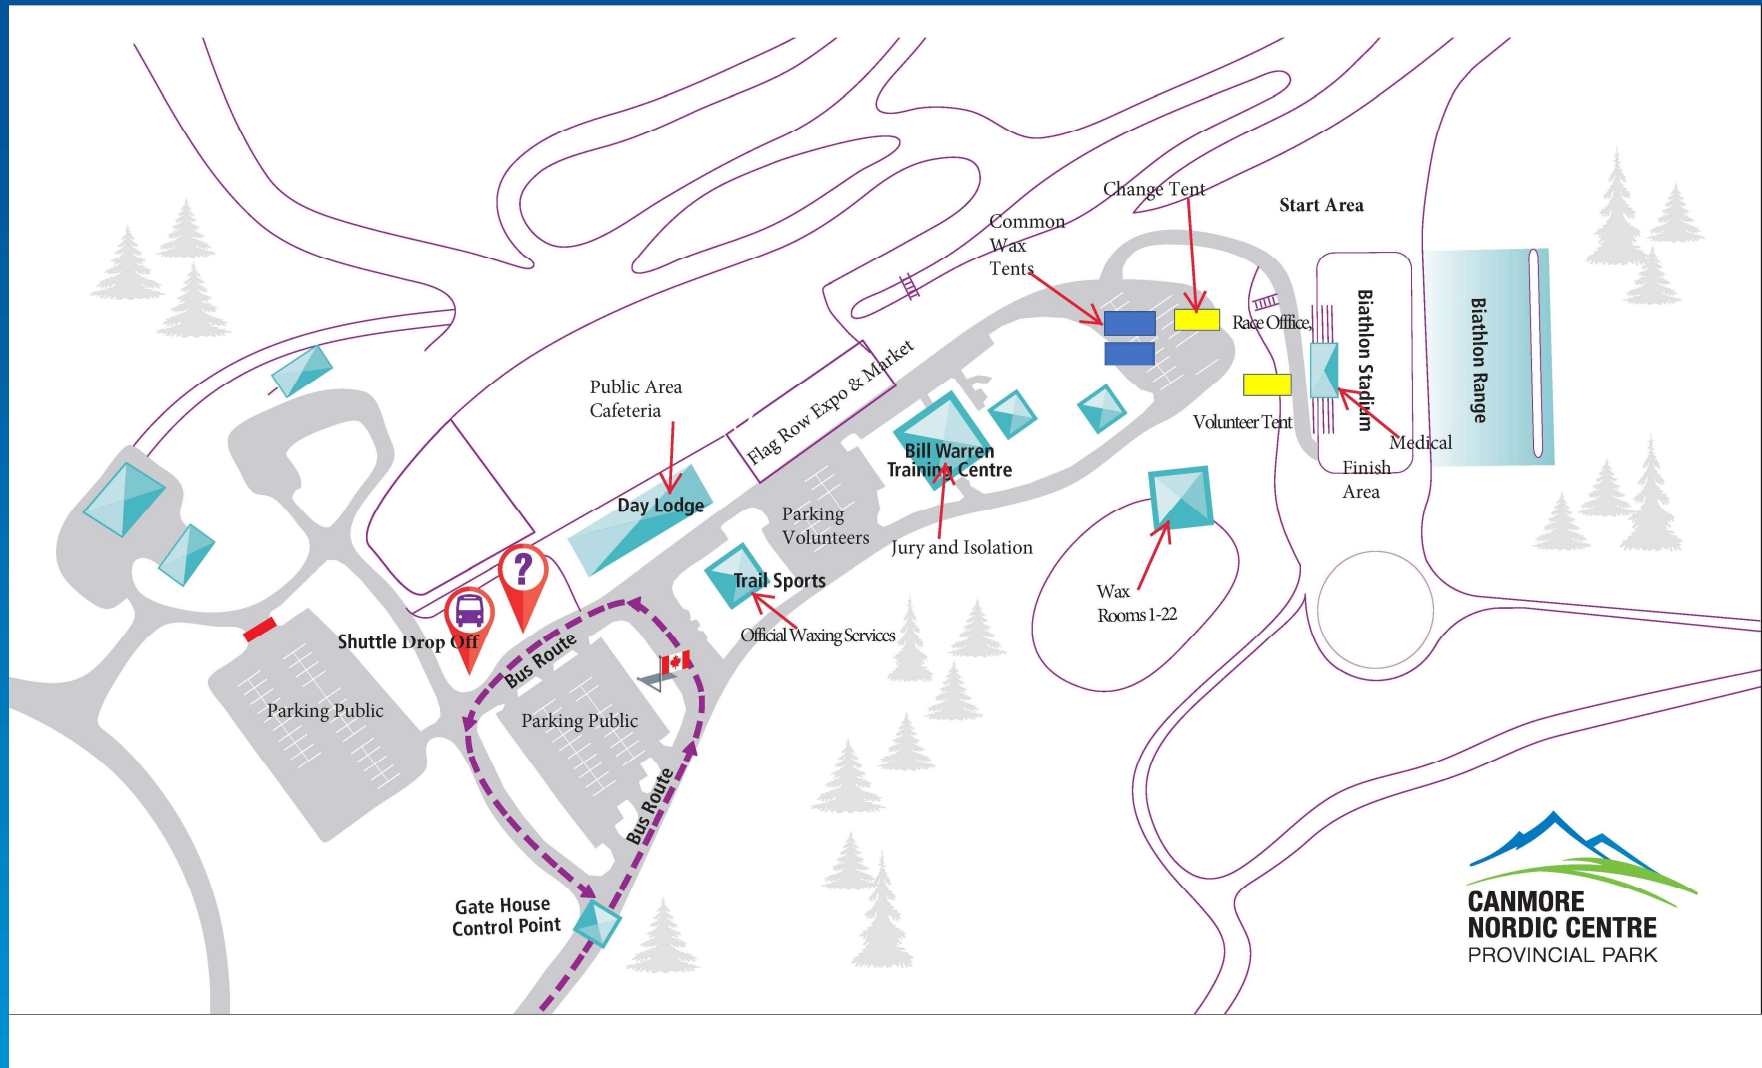 Change Tent
Start Area
Common
Wax
Tents
Race Offfice,
Biathlon Stadium
Biathlon Range
Flag Row Expo & Market
Public Area
Cafeteria
Volunteer Tent
Medical
Finish
Area
Bill Warren
Training Centre
Day Lodge
Parking
Volunteers
Jury and Isolation
Trail Sports
Wax
Rooms 1-22
Official Waxing Services
?
Shuttle Drop Off
Bus Route
Parking Public
Parking Public
Bus Route
Gate House
Control Point
CANMORE
NORDIC CENTRE
PROVINCIAL PARK